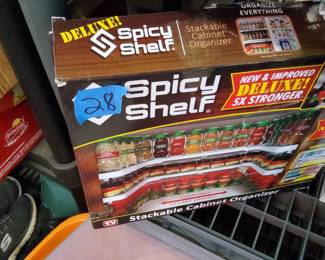 DELUXE!
Spicy
Shelf
Stackable
Cabinet
Organizer
ORGANIZE
EVERYTHING
28
Spicy
Shelf
NEW & IMPROVED
DELUXE!
5X STRONGER
Stackable Cabinet Organizer
TV